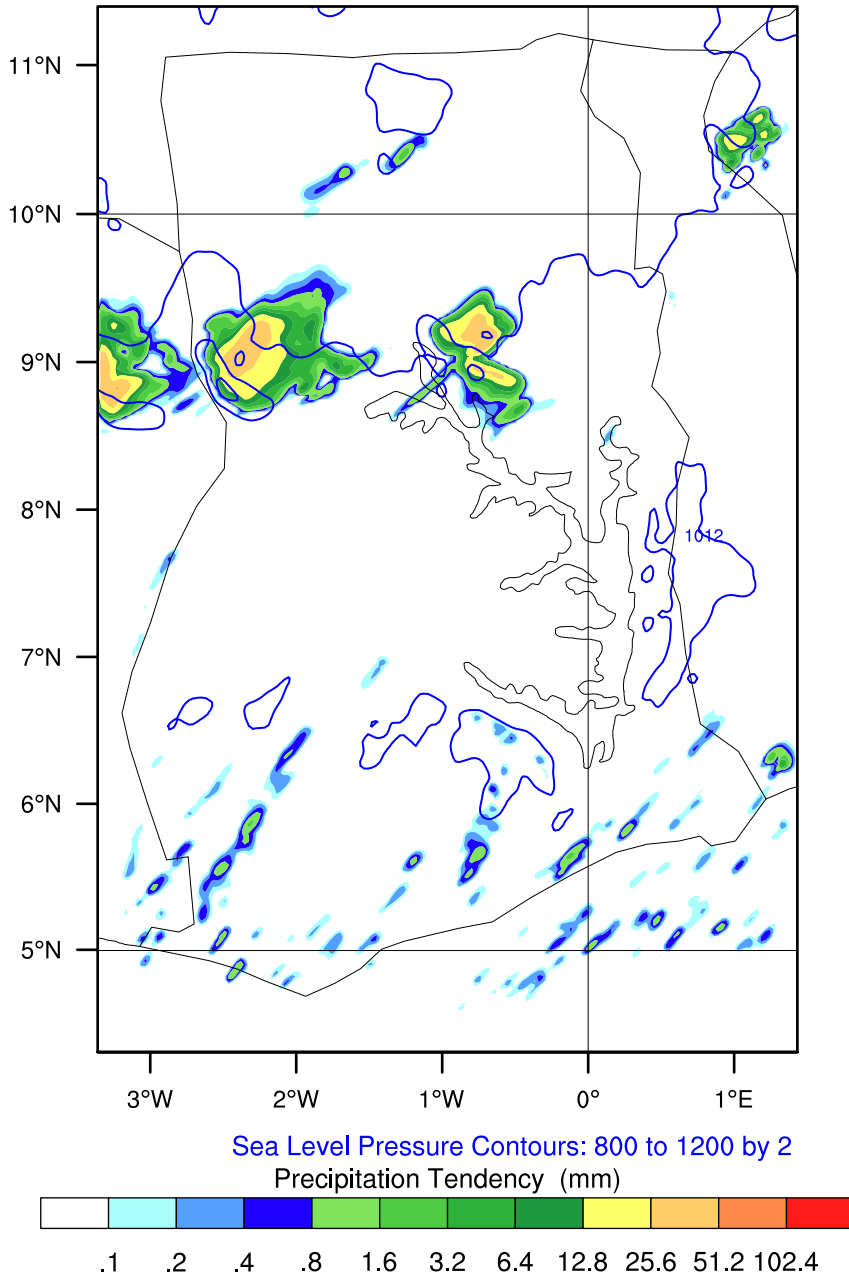 11°N
10°N
9°N
8°N
1012
7°N
6°N
5°N
3°W 2°W 1°W 0° 1°E
Sea Level Pressure Contours: 800 to 1200 by 2
Precipitation Tendency (mm)
.1 .2 .4 .8 1.6 3.2 6.4 12.8 25.6 51.2 102.4